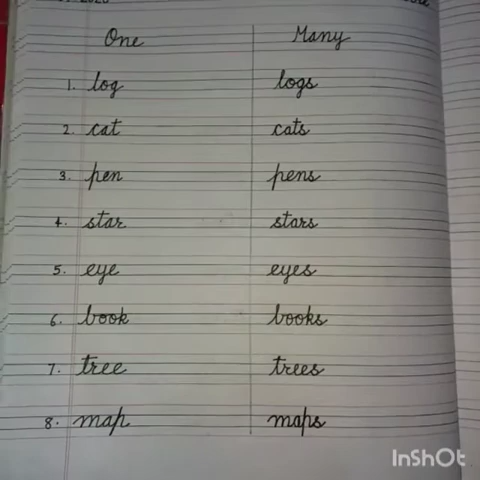 2020
One Many
1. log logs
2. cat cats
3. pen pens
4. star stars
5. eye eyes
6. book books
7. tree trees
8. map maps
InShOt